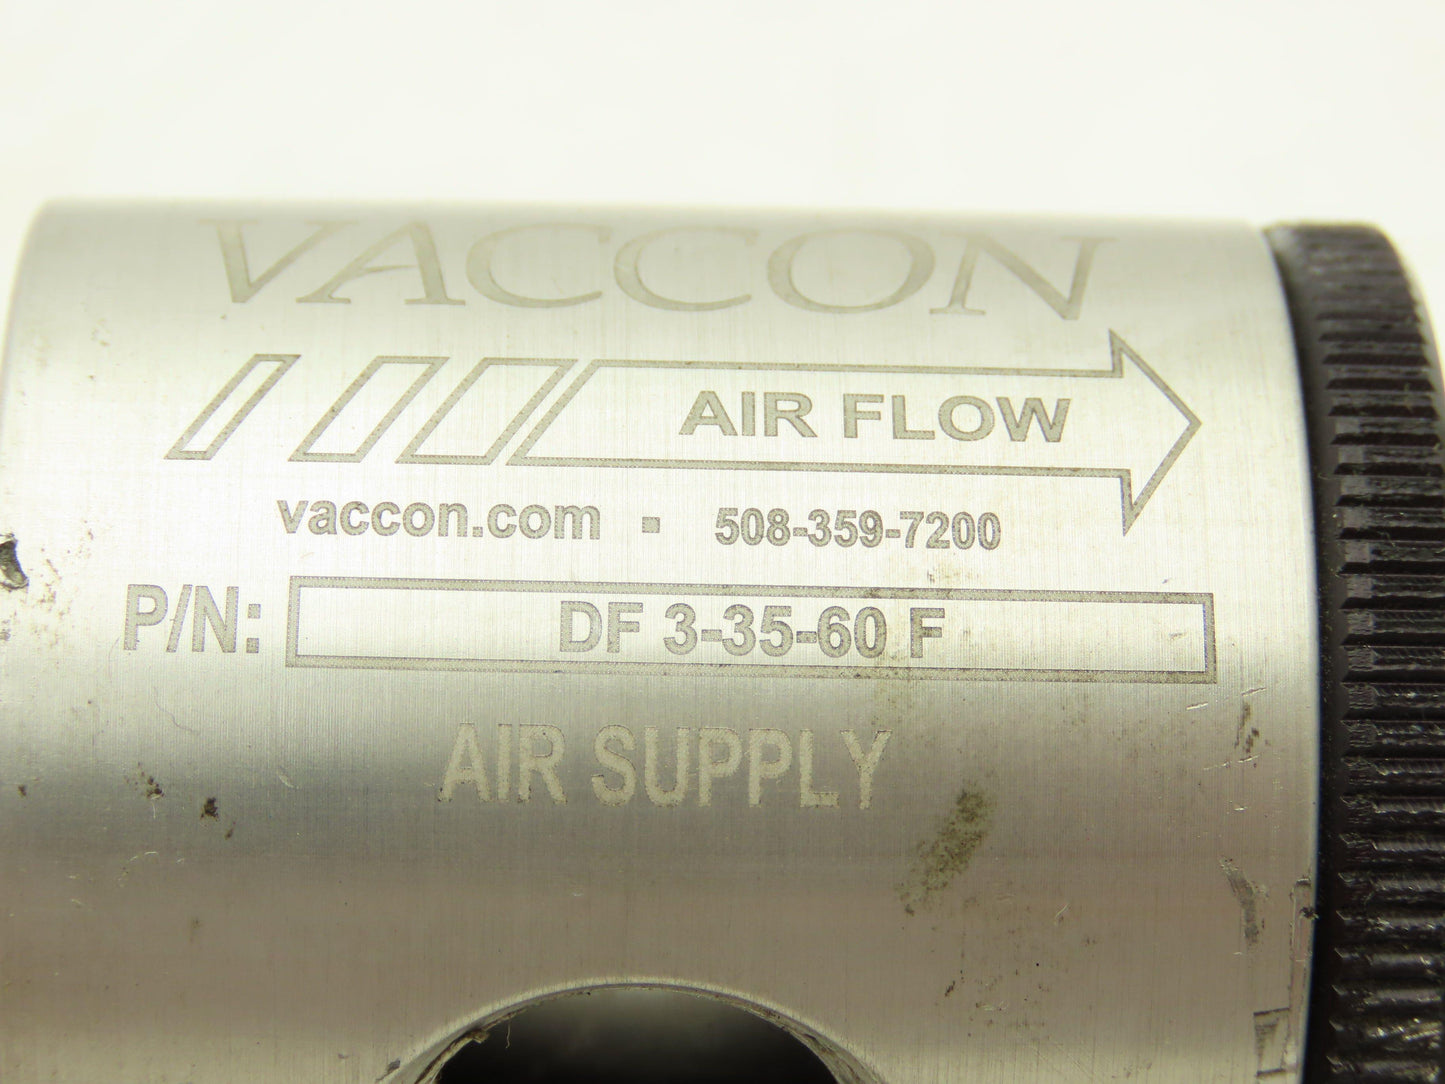 VACCON
AIR FLOW
vaccon.com ▪ 508-359-7200
P/N: DF 3-35-60 F
AIR SUPPLY